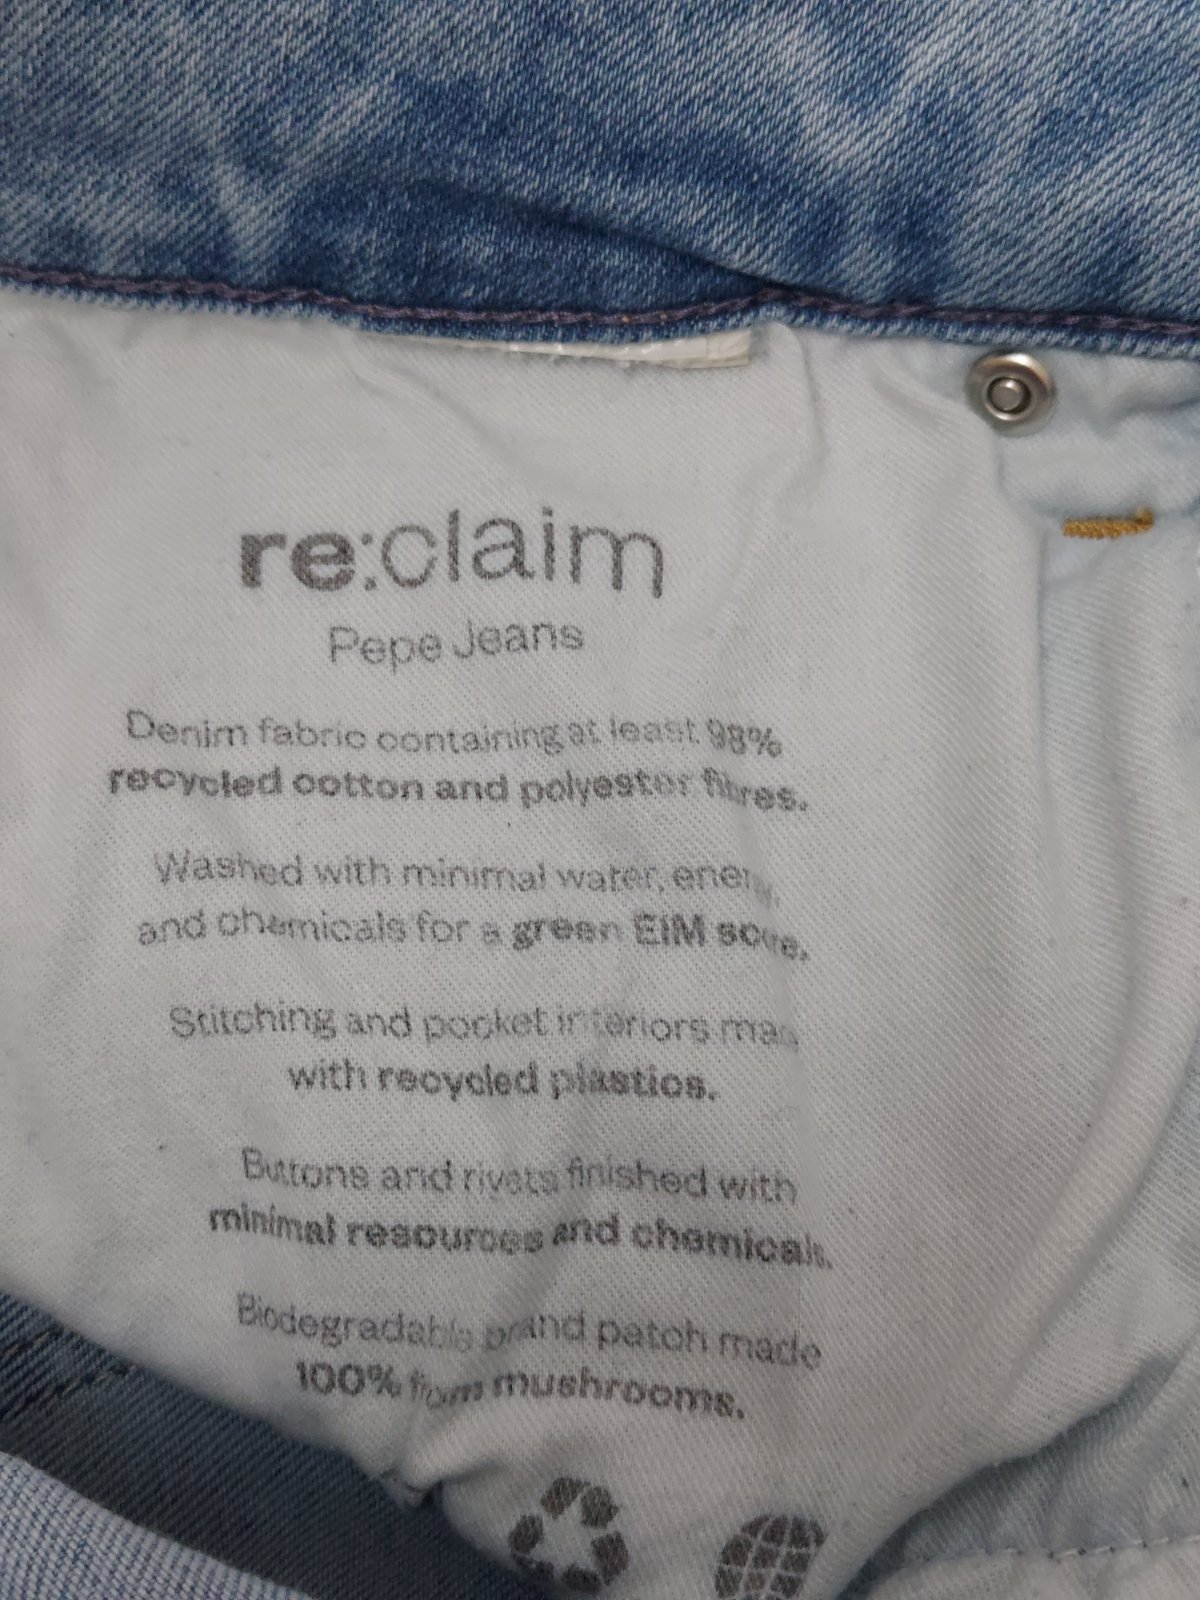 re:claim
Pepe Jeans
Denim fabric containing at least 98%
recycled cotton and polyester fibres.
Washed with minimal water,
and chemicals for a green EIM score.
Stitching and pocket interiors
with recycled plastics.
Buttons and rivets finished with
minimal resources and chemicals.
Biodegradable brand patch made
100% from mushrooms.